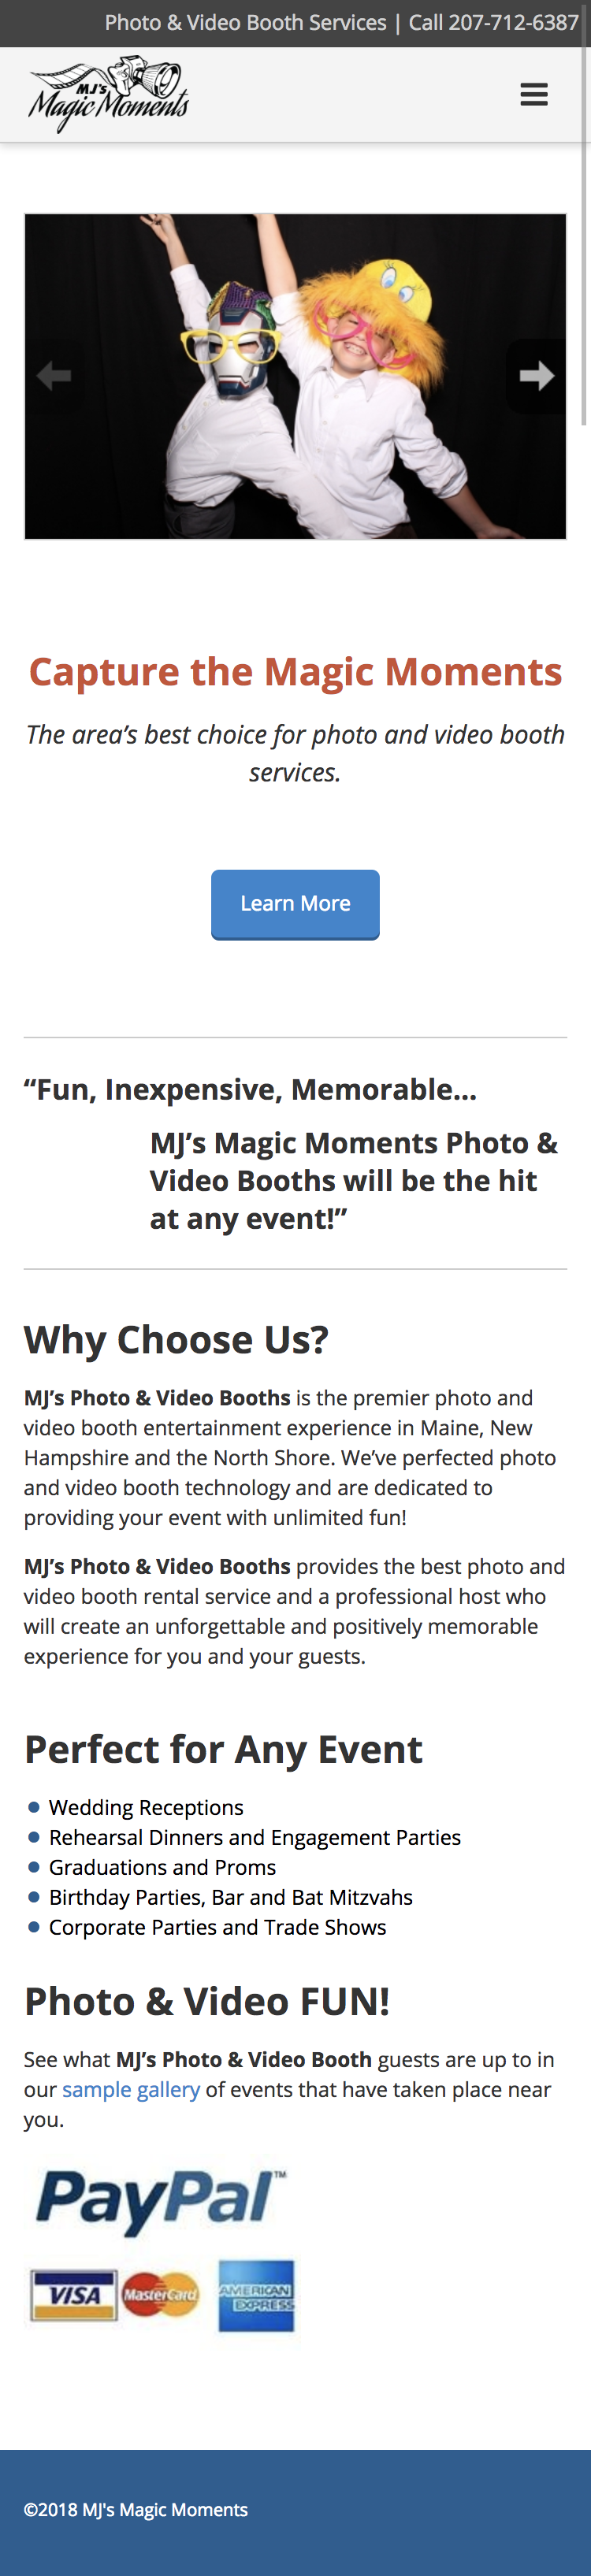 Photo & Video Booth Services | Call 207-712-6387
MJ's
Magic Moments
Capture the Magic Moments
The area’s best choice for photo and video booth
services.
Learn More
“Fun, Inexpensive, Memorable...
MJ’s Magic Moments Photo &
Video Booths will be the hit
at any event!”
Why Choose Us?
MJ’s Photo & Video Booths is the premier photo and
video booth entertainment experience in Maine, New
Hampshire and the North Shore. We’ve perfected photo
and video booth technology and are dedicated to
providing your event with unlimited fun!
MJ’s Photo & Video Booths provides the best photo and
video booth rental service and a professional host who
will create an unforgettable and positively memorable
experience for you and your guests.
Perfect for Any Event
Wedding Receptions
Rehearsal Dinners and Engagement Parties
Graduations and Proms
Birthday Parties, Bar and Bat Mitzvahs
Corporate Parties and Trade Shows
Photo & Video FUN!
See what MJ’s Photo & Video Booth guests are up to in
our sample gallery of events that have taken place near
you.
PayPal™
VISA MasterCard AMERICAN
EXPRESS
©2018 MJ's Magic Moments